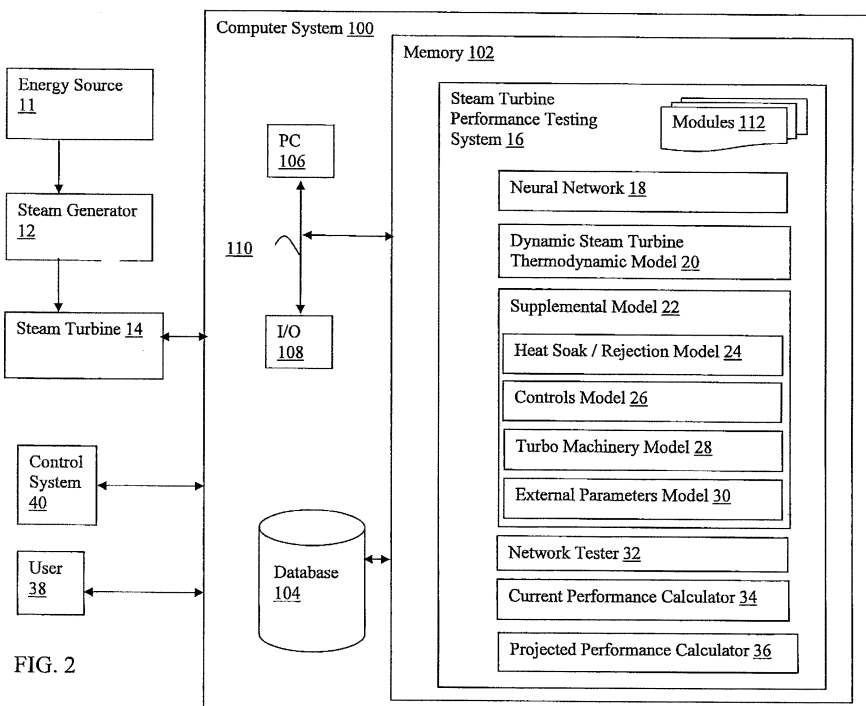 Computer System 100
Memory 102
Energy Source
11
Steam Generator
12
Steam Turbine 14
Control
System
40
User
38
FIG. 2
PC
106
110
I/O
108
Database
104
Steam Turbine
Performance Testing
System 16
Modules 112
Neural Network 18
Dynamic Steam Turbine
Thermodynamic Model 20
Supplemental Model 22
Heat Soak / Rejection Model 24
Controls Model 26
Turbo Machinery Model 28
External Parameters Model 30
Network Tester 32
Current Performance Calculator 34
Projected Performance Calculator 36